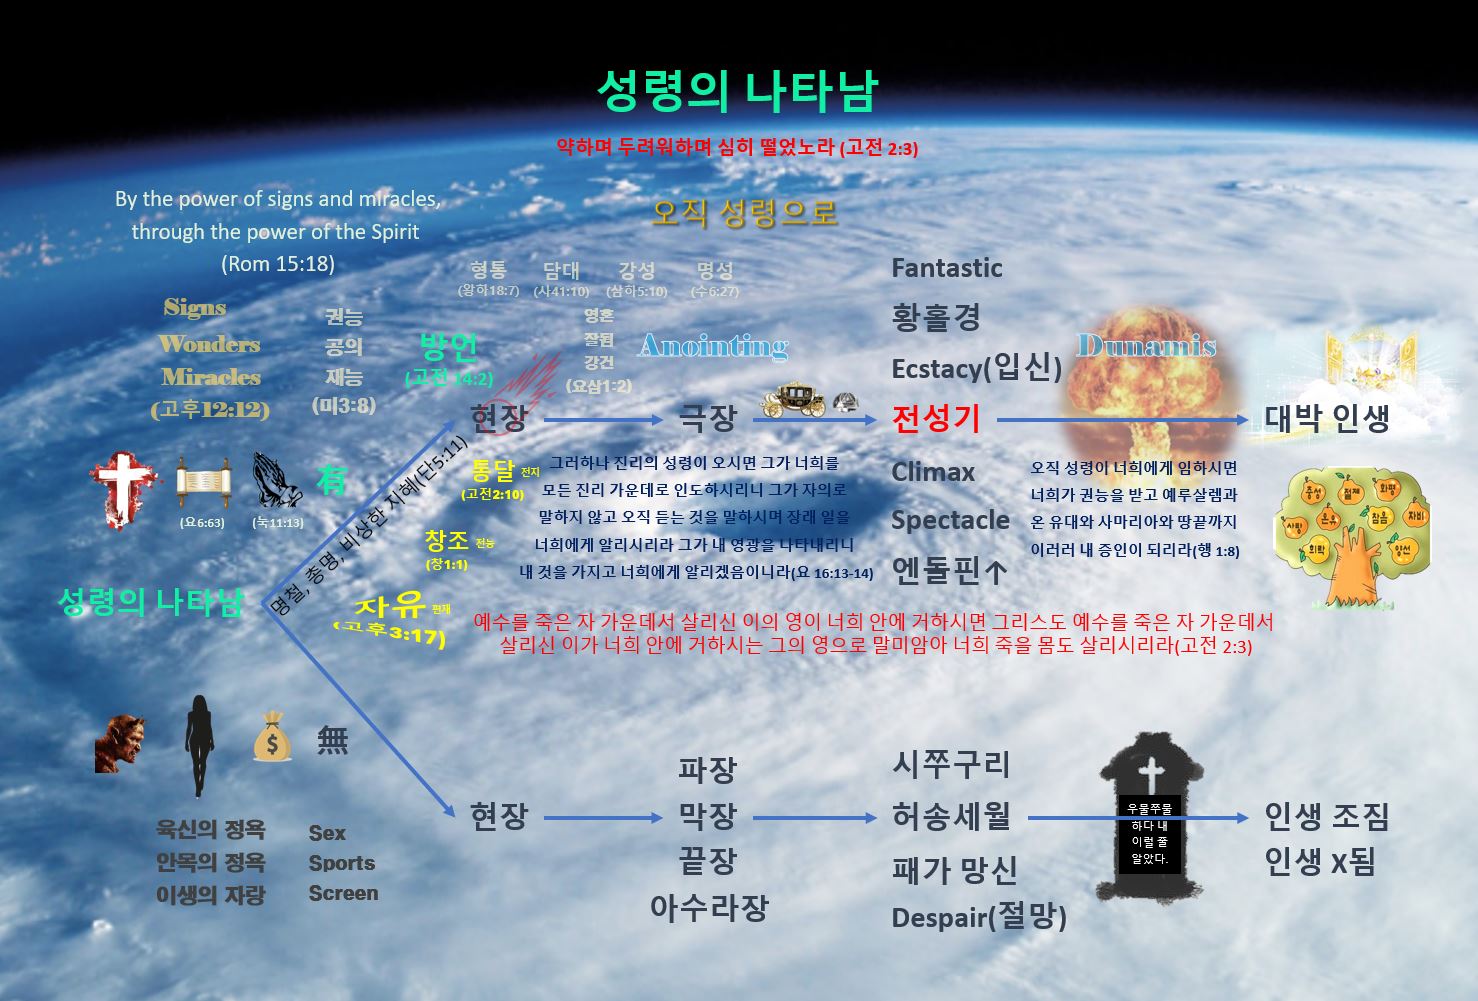 성령의 나타남
약하며 두려워하며 심히 떨었노라 (고전 2:3)
By the power of signs and miracles,
through the power of the Spirit
(Rom 15:18)
오직 성령으로
형통
(왕하18:7)
담대
(사41:10)
강성
(삼하5:10)
명성
(수6:27)
Signs
Wonders
Miracles
(고후12:12)
권능
공의
재능
(미3:8)
방언
(고전 14:2)
영혼
잘됨
강건
(요삼1:2)
Anointing
Fantastic
황홀경
Ecstacy(입신)
전성기
Climax
Spectacle
엔돌핀↑
Dunamis
현장
극장
대박 인생
(요6:63)
(눅11:13)
有
명철, 총명, 비상한 지혜(단5:11)
통달 전지
(고전2:10)
창조 전능
(창1:1)
자유 편재
(고후3:17)
그러하나 진리의 성령이 오시면 그가 너희를
모든 진리 가운데로 인도하시리니 그가 자의로
말하지 않고 오직 듣는 것을 말하시며 장래 일을
너희에게 알리시리라 그가 내 영광을 나타내리니
내 것을 가지고 너희에게 알리겠음이니라(요 16:13-14)
오직 성령이 너희에게 임하시면
너희가 권능을 받고 예루살렘과
온 유대와 사마리아와 땅끝까지
이러러 내 증인이 되리라(행 1:8)
충성
절제
화평
사랑
온유
참음
자비
희락
양선
성령의 나타남
예수를 죽은 자 가운데서 살리신 이의 영이 너희 안에 거하시면 그리스도 예수를 죽은 자 가운데서
살리신 이가 너희 안에 거하시는 그의 영으로 말미암아 너희 죽을 몸도 살리시리라(고전 2:3)
$
無
육신의 정욕
안목의 정욕
이생의 자랑
Sex
Sports
Screen
현장
파장
막장
끝장
아수라장
시쭈구리
허송세월
패가 망신
Despair(절망)
우물쭈물
하다 내
이럴 줄
알았다.
인생 조짐
인생 X됨